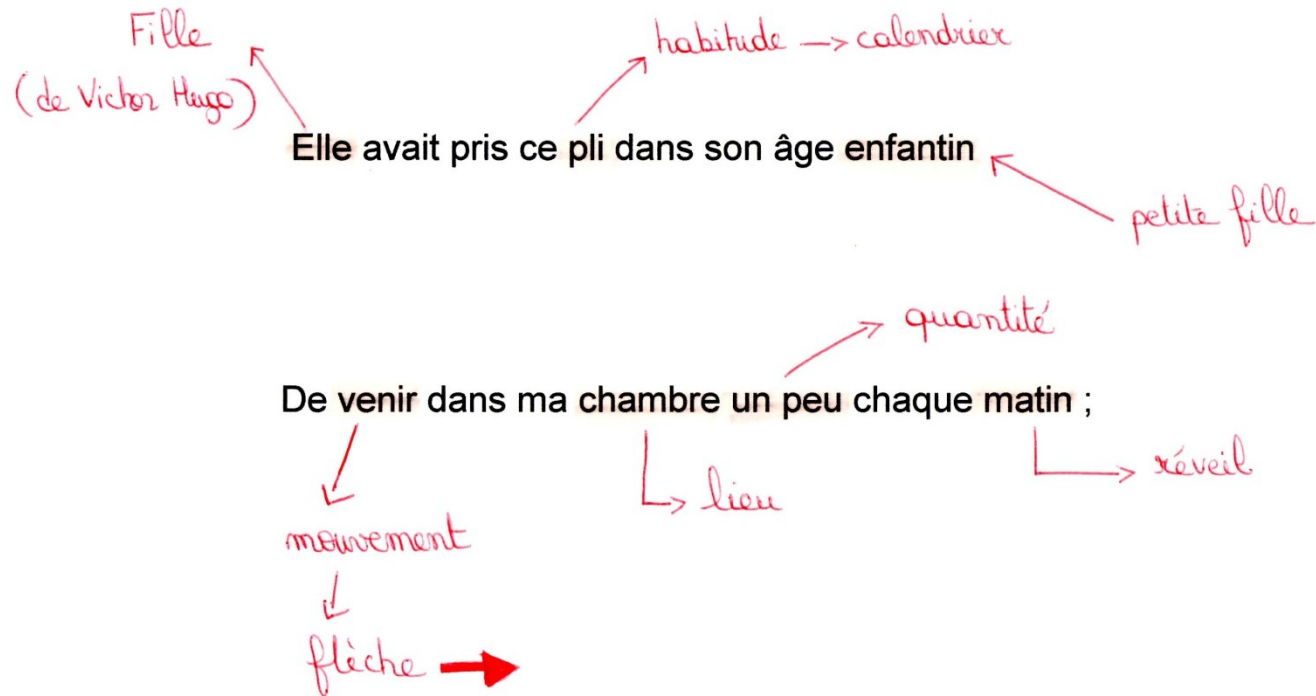 Fille
(de Victor Hugo)
habitude → calendrier
Elle avait pris ce pli dans son âge enfantin
petite fille
quantité
De venir dans ma chambre un peu chaque matin ;
réveil
lieu
mouvement
flèche